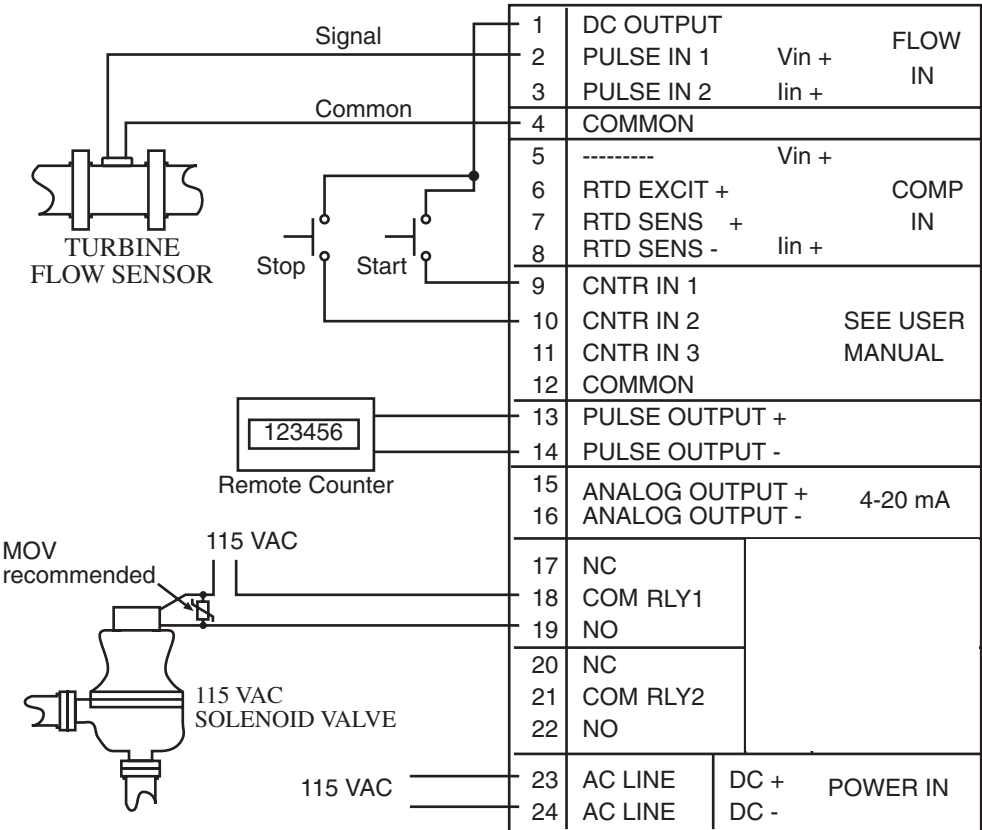 Signal
Common
TURBINE
FLOW SENSOR
Stop
Start
123456
Remote Counter
MOV
recommended
115 VAC
115 VAC
SOLENOID VALVE
115 VAC
1 DC OUTPUT
2 PULSE IN 1 Vin +
3 PULSE IN 2 Iin +
FLOW
IN
4 COMMON
5 --------- Vin +
6 RTD EXCIT +
7 RTD SENS +
8 RTD SENS - Iin +
COMP
IN
9 CNTR IN 1
10 CNTR IN 2
11 CNTR IN 3
12 COMMON
SEE USER
MANUAL
13 PULSE OUTPUT +
14 PULSE OUTPUT -
15 ANALOG OUTPUT +
16 ANALOG OUTPUT -
4-20 mA
17 NC
18 COM RLY1
19 NO
20 NC
21 COM RLY2
22 NO
23 AC LINE DC +
24 AC LINE DC -
POWER IN